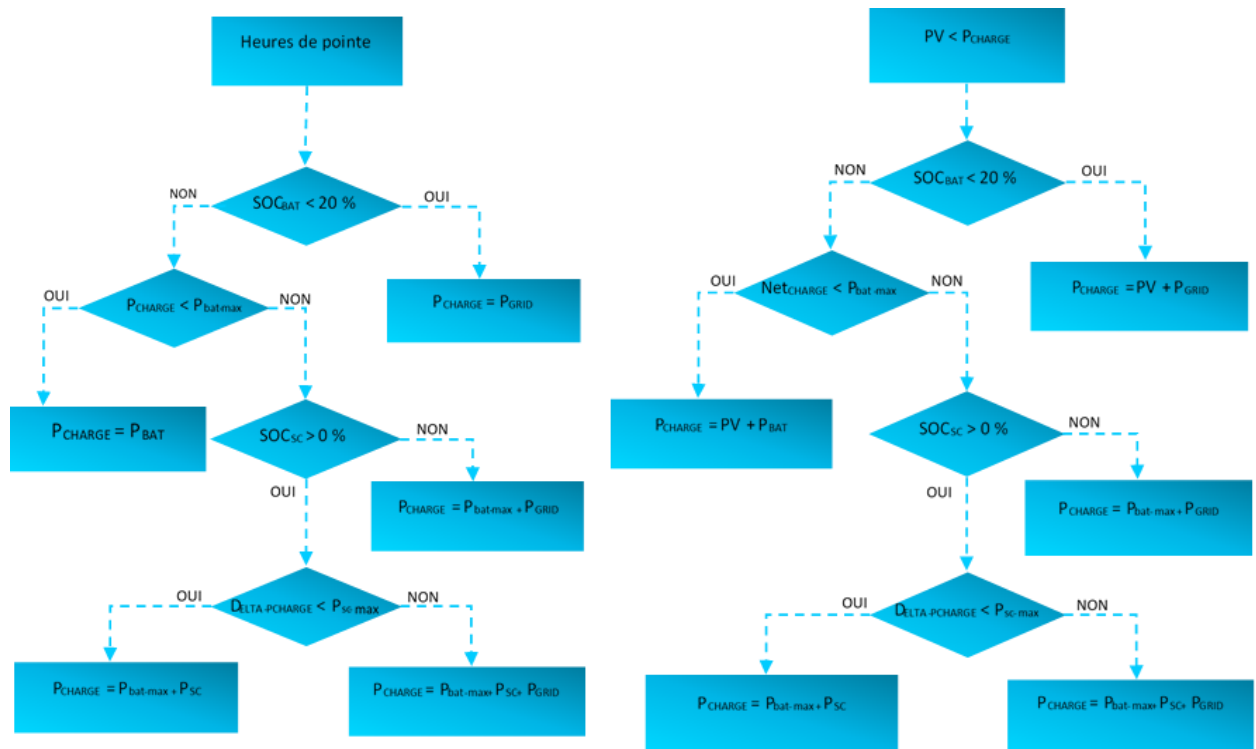 Heures de pointe
SOCBAT < 20 %
NON
OUI
PCHARGE < Pbat-max
PCHARGE = PGRID
OUI
NON
PCHARGE = PBAT
SOCSC > 0 %
NON
OUI
PCHARGE = Pbat-max + PGRID
DELTA-PCHARGE < Psc-max
OUI
NON
PCHARGE = Pbat-max + PSC
PCHARGE = Pbat-max+ PSC+ PGRID
PV < PCHARGE
SOCBAT < 20 %
NON
OUI
NetCHARGE < Pbat-max
PCHARGE = PV + PGRID
OUI
NON
PCHARGE = PV + PBAT
SOCSC > 0 %
NON
OUI
PCHARGE = Pbat-max + PGRID
DELTA-PCHARGE < Psc-max
OUI
NON
PCHARGE = Pbat-max + PSC
PCHARGE = Pbat-max+ PSC+ PGRID